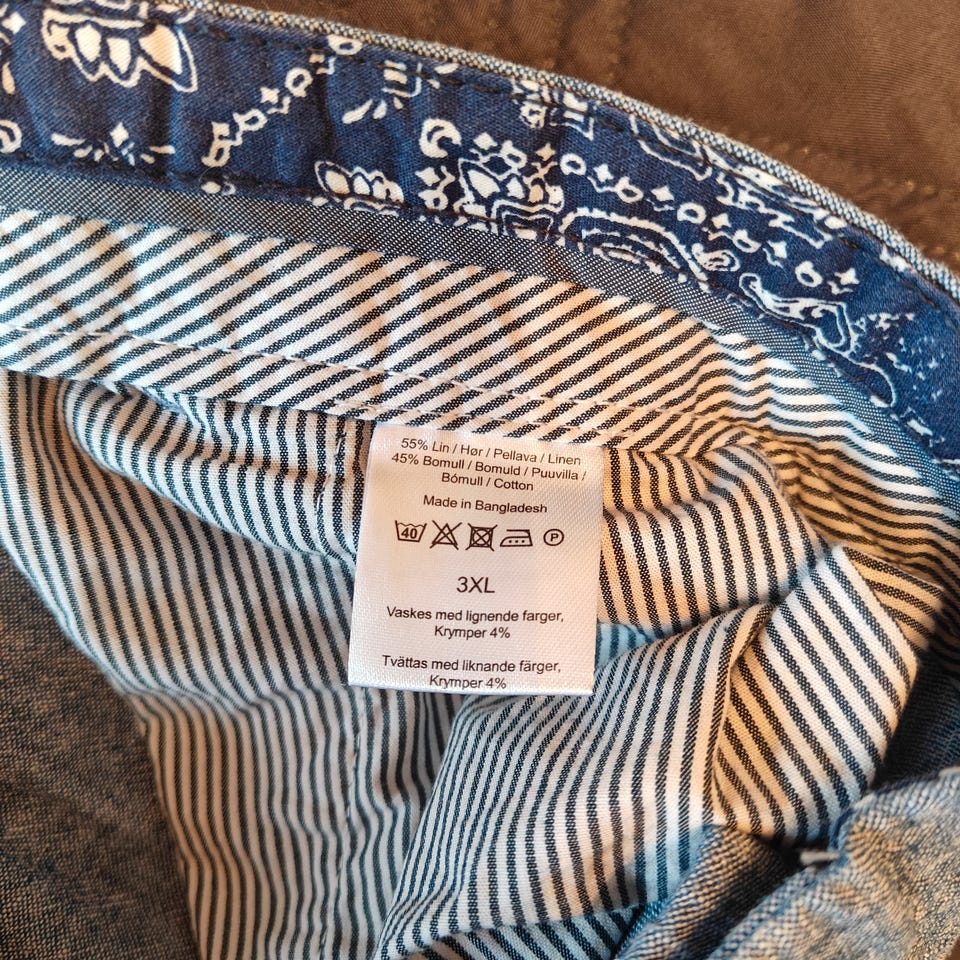 55% Lin / Hør / Pellava / Linen
45% Bomull / Bomuld / Puuvilla /
Bómull / Cotton
Made in Bangladesh
40 P
3XL
Vaskes med lignende farger,
Krymper 4%
Tvättas med liknande färger,
Krymper 4%